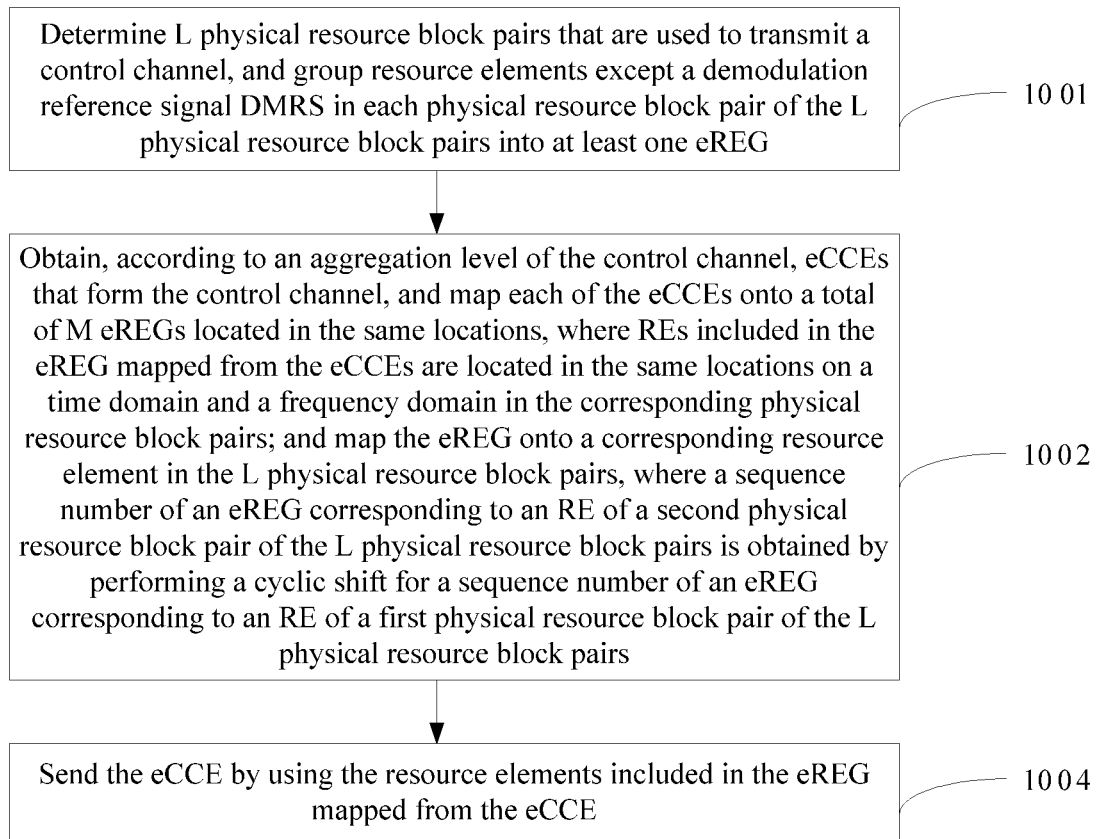 Determine L physical resource block pairs that are used to transmit a
control channel, and group resource elements except a demodulation
reference signal DMRS in each physical resource block pair of the L
physical resource block pairs into at least one eREG
1001
Obtain, according to an aggregation level of the control channel, eCCEs
that form the control channel, and map each of the eCCEs onto a total
of M eREGs located in the same locations, where REs included in the
eREG mapped from the eCCEs are located in the same locations on a
time domain and a frequency domain in the corresponding physical
resource block pairs; and map the eREG onto a corresponding resource
element in the L physical resource block pairs, where a sequence
number of an eREG corresponding to an RE of a second physical
resource block pair of the L physical resource block pairs is obtained by
performing a cyclic shift for a sequence number of an eREG
corresponding to an RE of a first physical resource block pair of the L
physical resource block pairs
1002
Send the eCCE by using the resource elements included in the eREG
mapped from the eCCE
1004